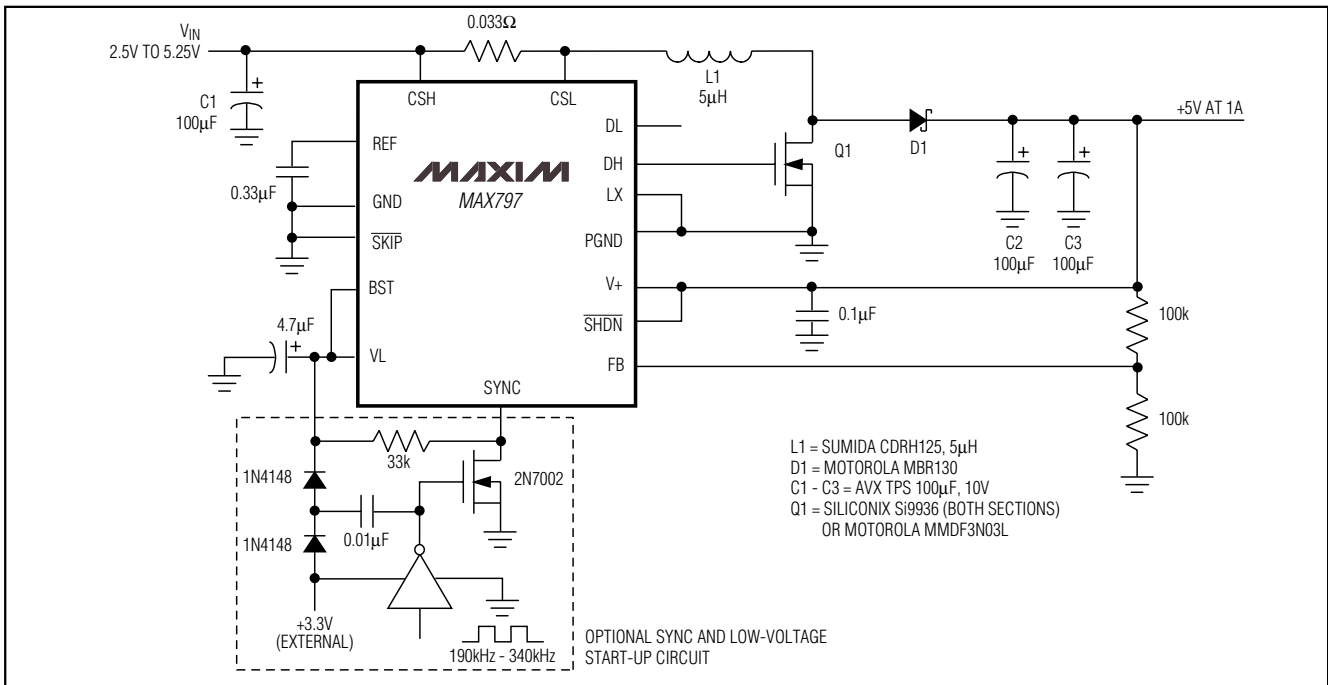 V_IN
2.5V TO 5.25V
0.033Ω
C1
100µF
CSH
CSL
L1
5µH
+5V AT 1A
DL
Q1
D1
REF
MAXIM
MAX797
DH
0.33µF
LX
GND
SKIP
PGND
C2
100µF
C3
100µF
BST
V+
SHDN
0.1µF
100k
4.7µF
VL
FB
SYNC
100k
33k
1N4148
2N7002
0.01µF
1N4148
+3.3V
(EXTERNAL)
190kHz - 340kHz
OPTIONAL SYNC AND LOW-VOLTAGE
START-UP CIRCUIT
L1 = SUMIDA CDRH125, 5µH
D1 = MOTOROLA MBR130
C1 - C3 = AVX TPS 100µF, 10V
Q1 = SILICONIX Si9936 (BOTH SECTIONS)
OR MOTOROLA MMDF3N03L